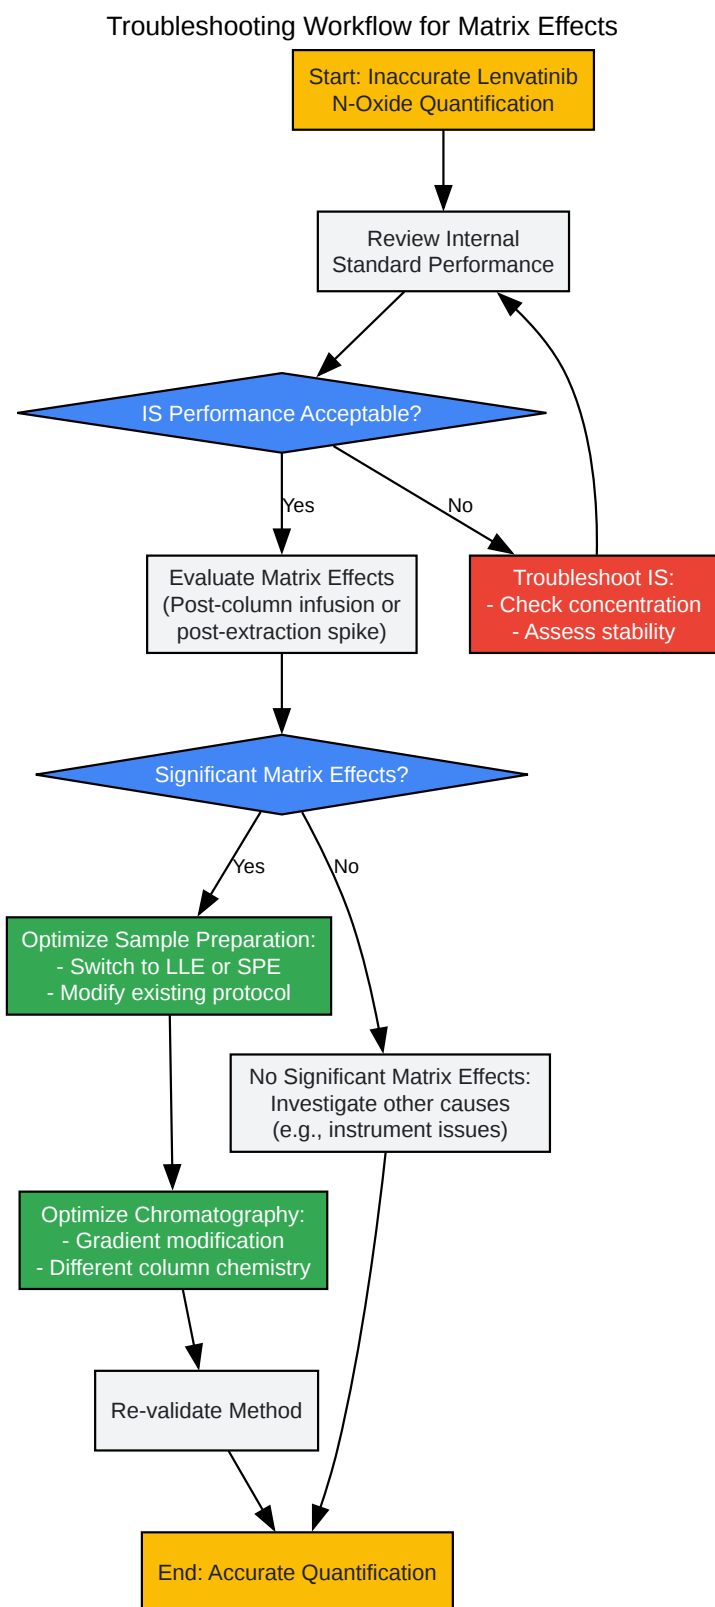 Troubleshooting Workflow for Matrix Effects
Start: Inaccurate Lenvatinib
N-Oxide Quantification
Review Internal
Standard Performance
IS Performance Acceptable?
Yes
No
Evaluate Matrix Effects
(Post-column infusion or
post-extraction spike)
Troubleshoot IS:
- Check concentration
- Assess stability
Significant Matrix Effects?
Yes
No
Optimize Sample Preparation:
- Switch to LLE or SPE
- Modify existing protocol
No Significant Matrix Effects:
Investigate other causes
(e.g., instrument issues)
Optimize Chromatography:
- Gradient modification
- Different column chemistry
Re-validate Method
End: Accurate Quantification